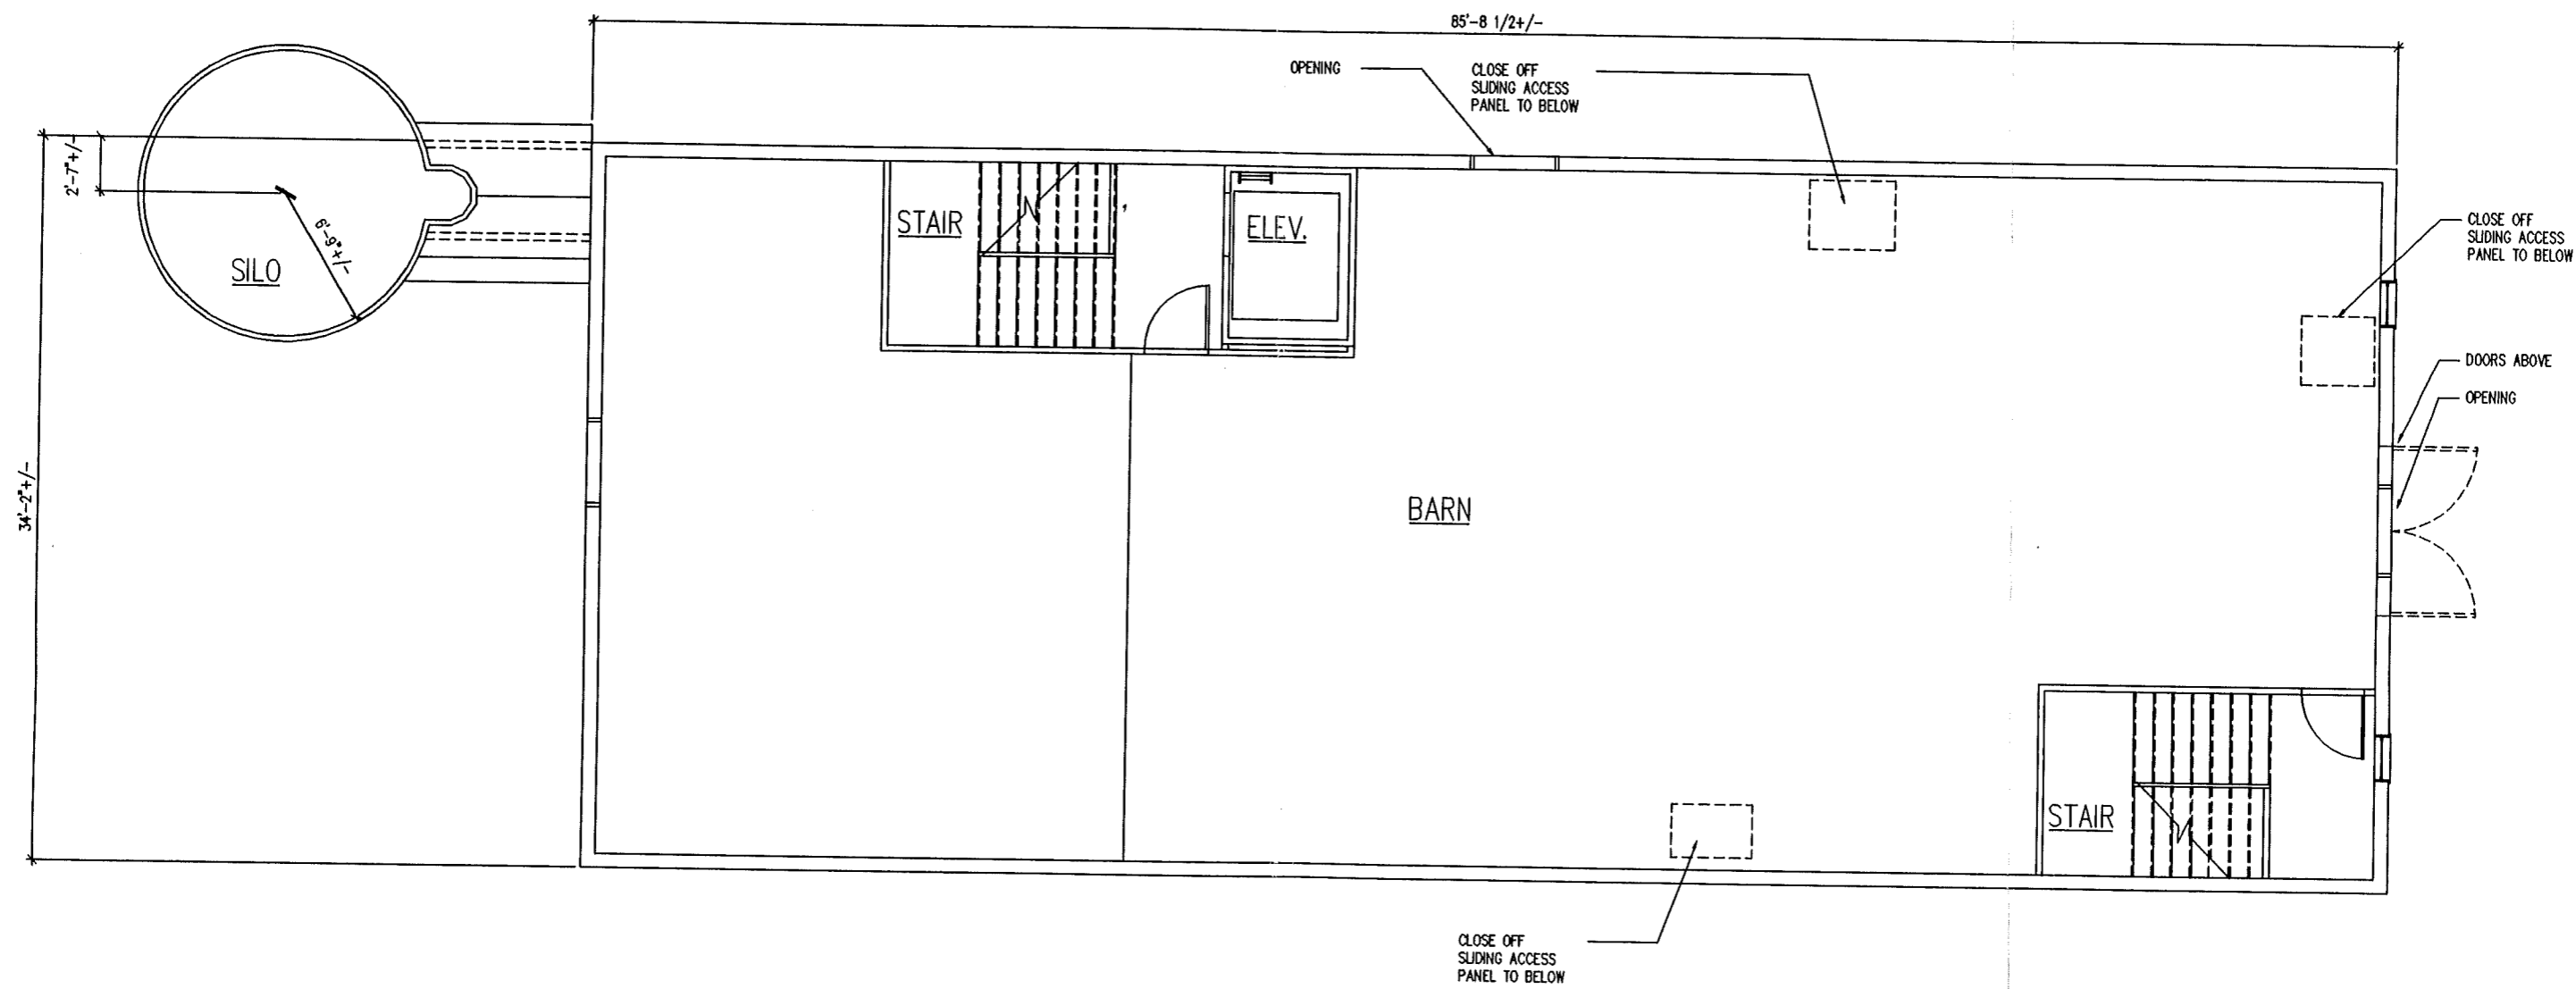 85'-8 1/2+/-
OPENING
CLOSE OFF
SLIDING ACCESS
PANEL TO BELOW
2'-7"+/-
STAIR
ELEV.
CLOSE OFF
SLIDING ACCESS
PANEL TO BELOW
6'-9"+/-
SILO
DOORS ABOVE
OPENING
34'-2"+/-
BARN
STAIR
CLOSE OFF
SLIDING ACCESS
PANEL TO BELOW